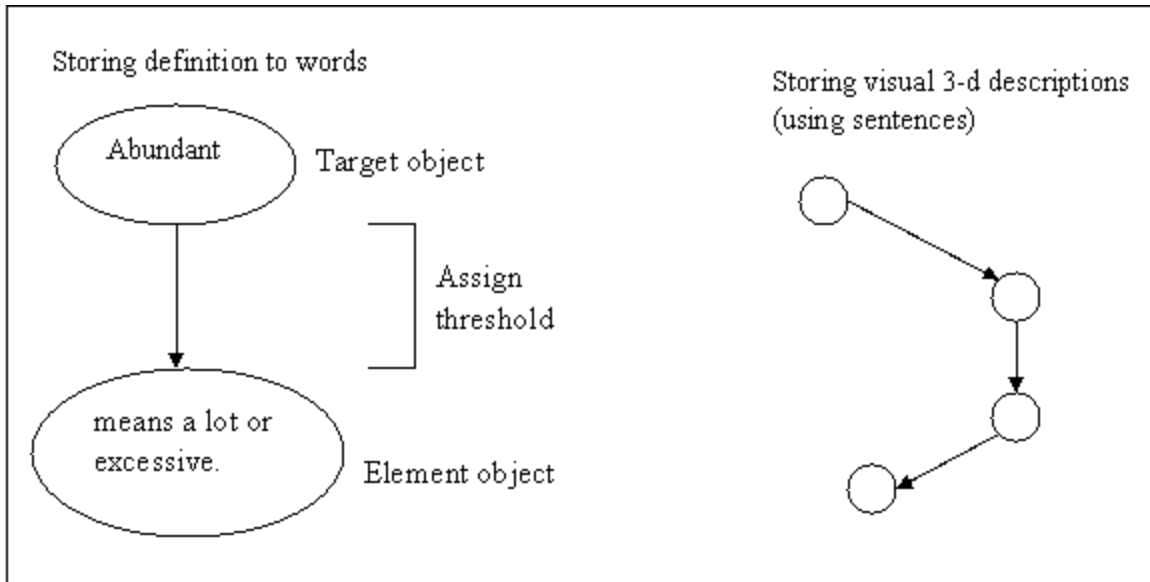 Storing definition to words
Abundant
Target object
Assign
threshold
means a lot or
excessive.
Element object
Storing visual 3-d descriptions
(using sentences)